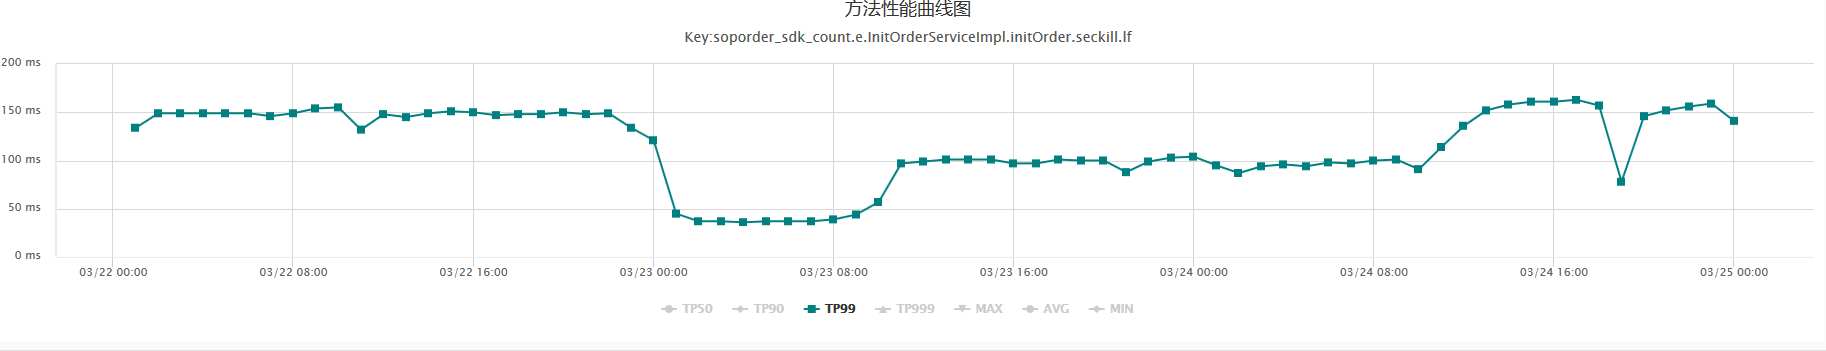 方法性能曲线图
Key:soporder_sdk_count.e.InitOrderServiceImpl.initOrder.seckill.lf
200 ms
150 ms
100 ms
50 ms
0 ms
03/22 00:00 03/22 08:00 03/22 16:00 03/23 00:00 03/23 08:00 03/23 16:00 03/24 00:00 03/24 08:00 03/24 16:00 03/25 00:00
TP50 TP90 TP99 TP999 MAX AVG MIN